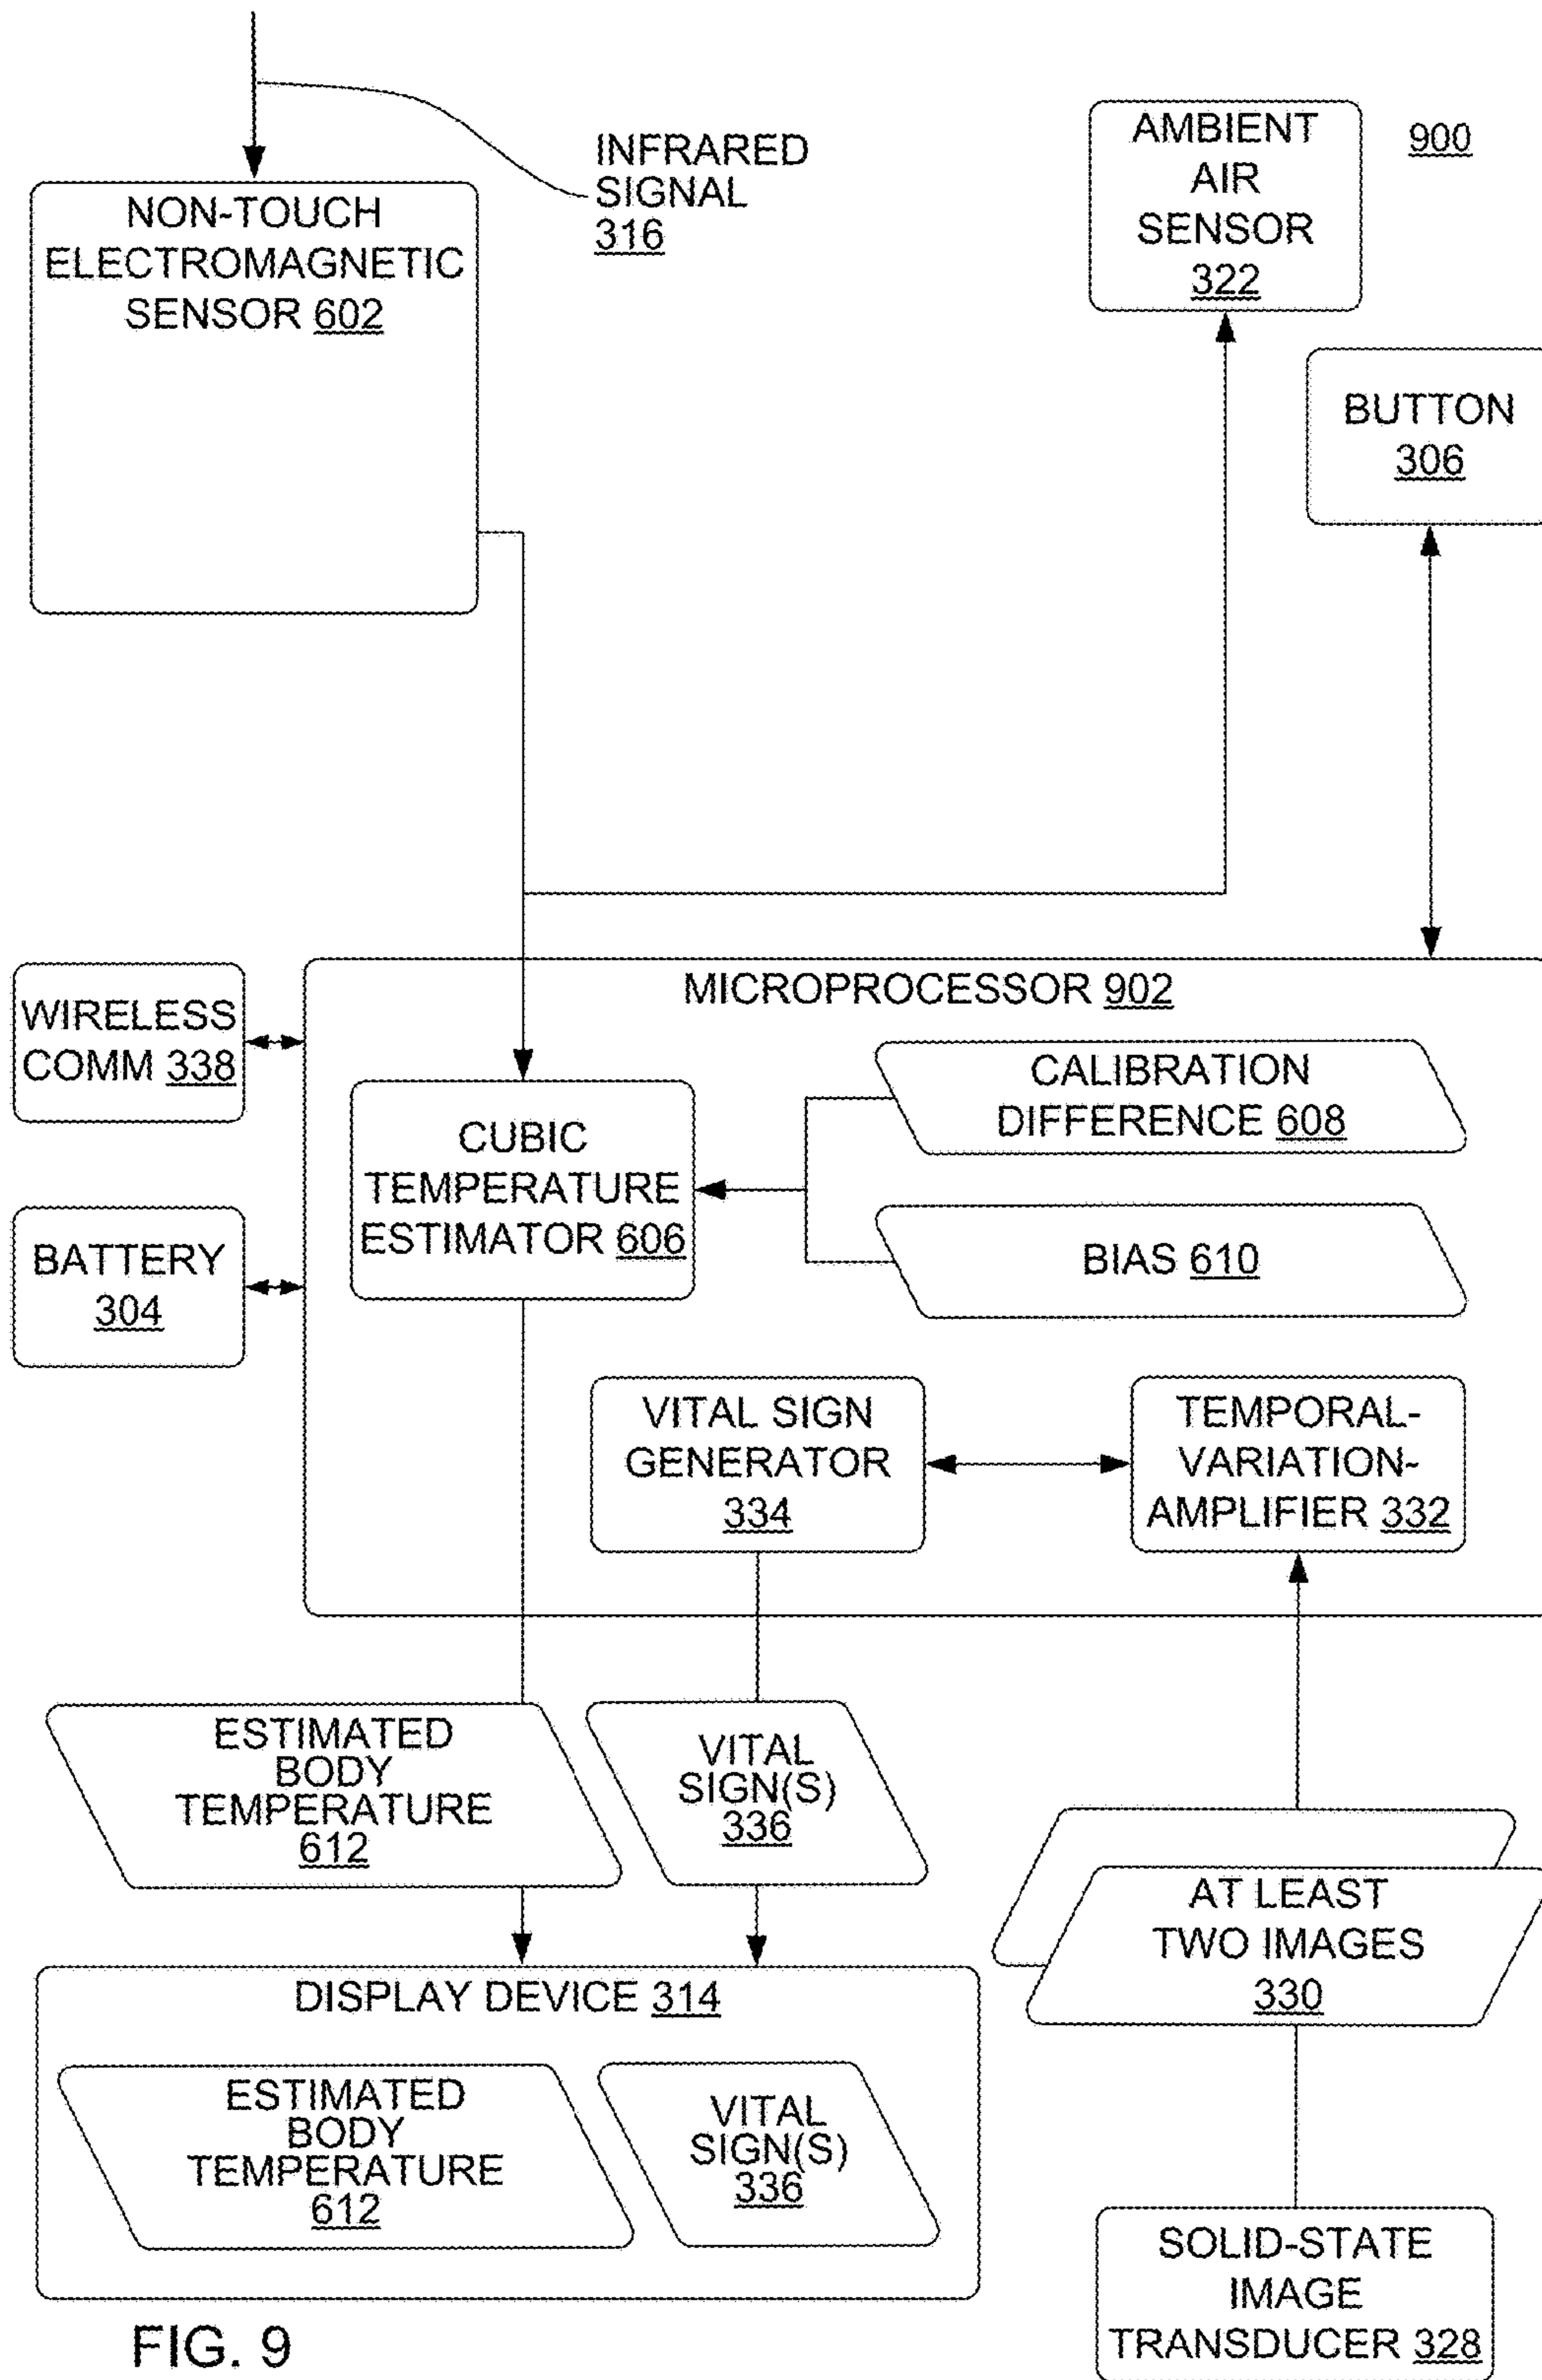 INFRARED
SIGNAL
316
AMBIENT
AIR
SENSOR
322
900
NON-TOUCH
ELECTROMAGNETIC
SENSOR 602
BUTTON
306
MICROPROCESSOR 902
WIRELESS
COMM 338
CALIBRATION
DIFFERENCE 608
CUBIC
TEMPERATURE
ESTIMATOR 606
BIAS 610
BATTERY
304
VITAL SIGN
GENERATOR
334
TEMPORAL-
VARIATION-
AMPLIFIER 332
ESTIMATED
BODY
TEMPERATURE
612
VITAL
SIGN(S)
336
AT LEAST
TWO IMAGES
330
DISPLAY DEVICE 314
ESTIMATED
BODY
TEMPERATURE
612
VITAL
SIGN(S)
336
SOLID-STATE
IMAGE
TRANSDUCER 328
FIG. 9